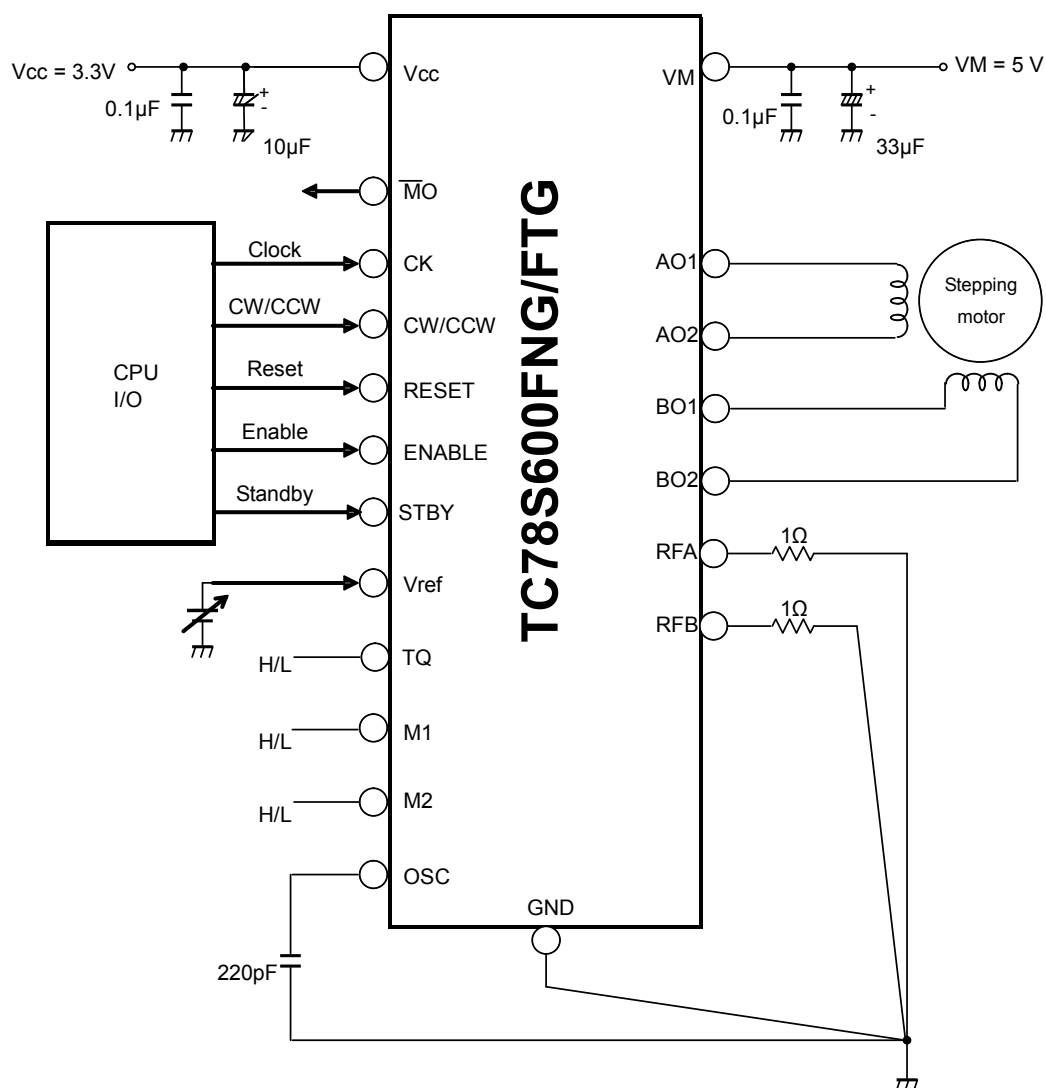 Vcc = 3.3V
0.1µF
10µF
Vcc
VM
VM = 5 V
0.1µF
33µF
MO
CPU
I/O
Clock
CW/CCW
Reset
Enable
Standby
CK
CW/CCW
RESET
ENABLE
STBY
Vref
TQ
H/L
M1
H/L
M2
H/L
OSC
220pF
GND
TC78S600FNG/FTG
AO1
AO2
BO1
BO2
RFA
RFB
Stepping
motor
1Ω
1Ω